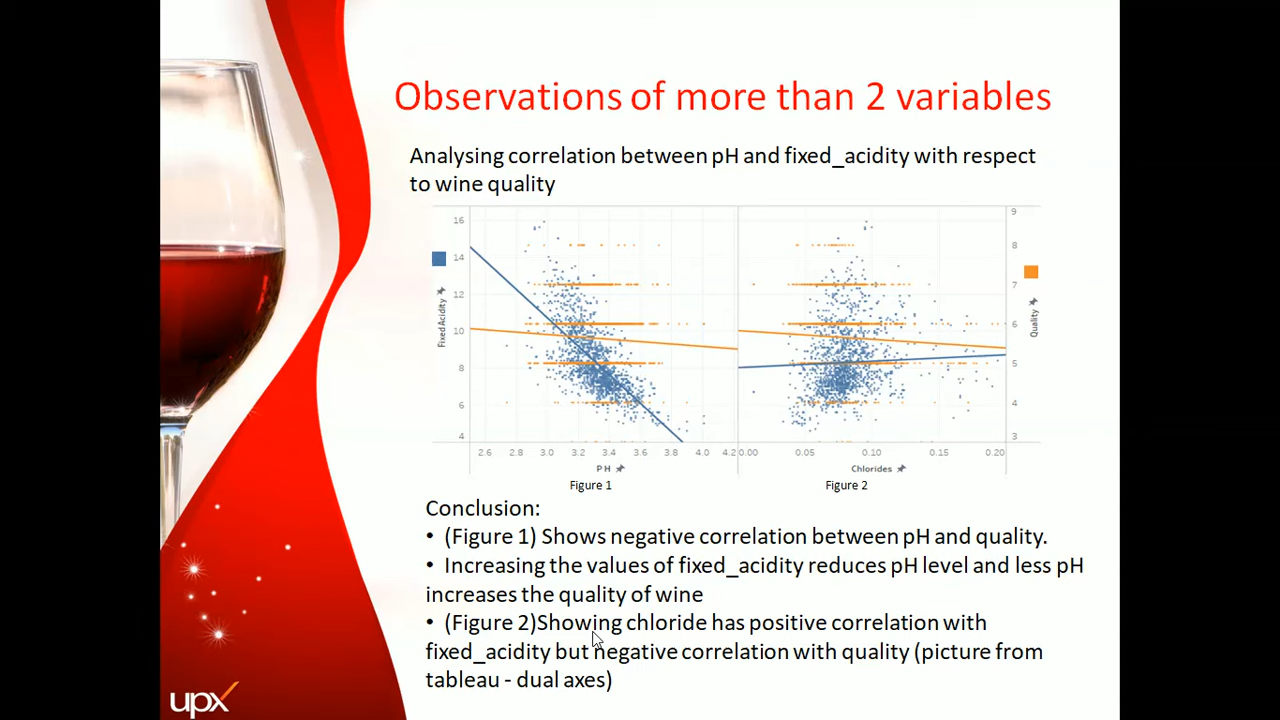 Observations of more than 2 variables
Analysing correlation between pH and fixed_acidity with respect
to wine quality
16
14
12
10
8
6
4
Fixed Acidity
9
8
7
6
5
4
3
Quality
2.6 2.8 3.0 3.2 3.4 3.6 3.8 4.0 4.2 0.00 0.05 0.10 0.15 0.20
PH
Chlorides
Figure 1
Figure 2
Conclusion:
• (Figure 1) Shows negative correlation between pH and quality.
• Increasing the values of fixed_acidity reduces pH level and less pH
increases the quality of wine
• (Figure 2)Showing chloride has positive correlation with
fixed_acidity but negative correlation with quality (picture from
tableau - dual axes)
upx